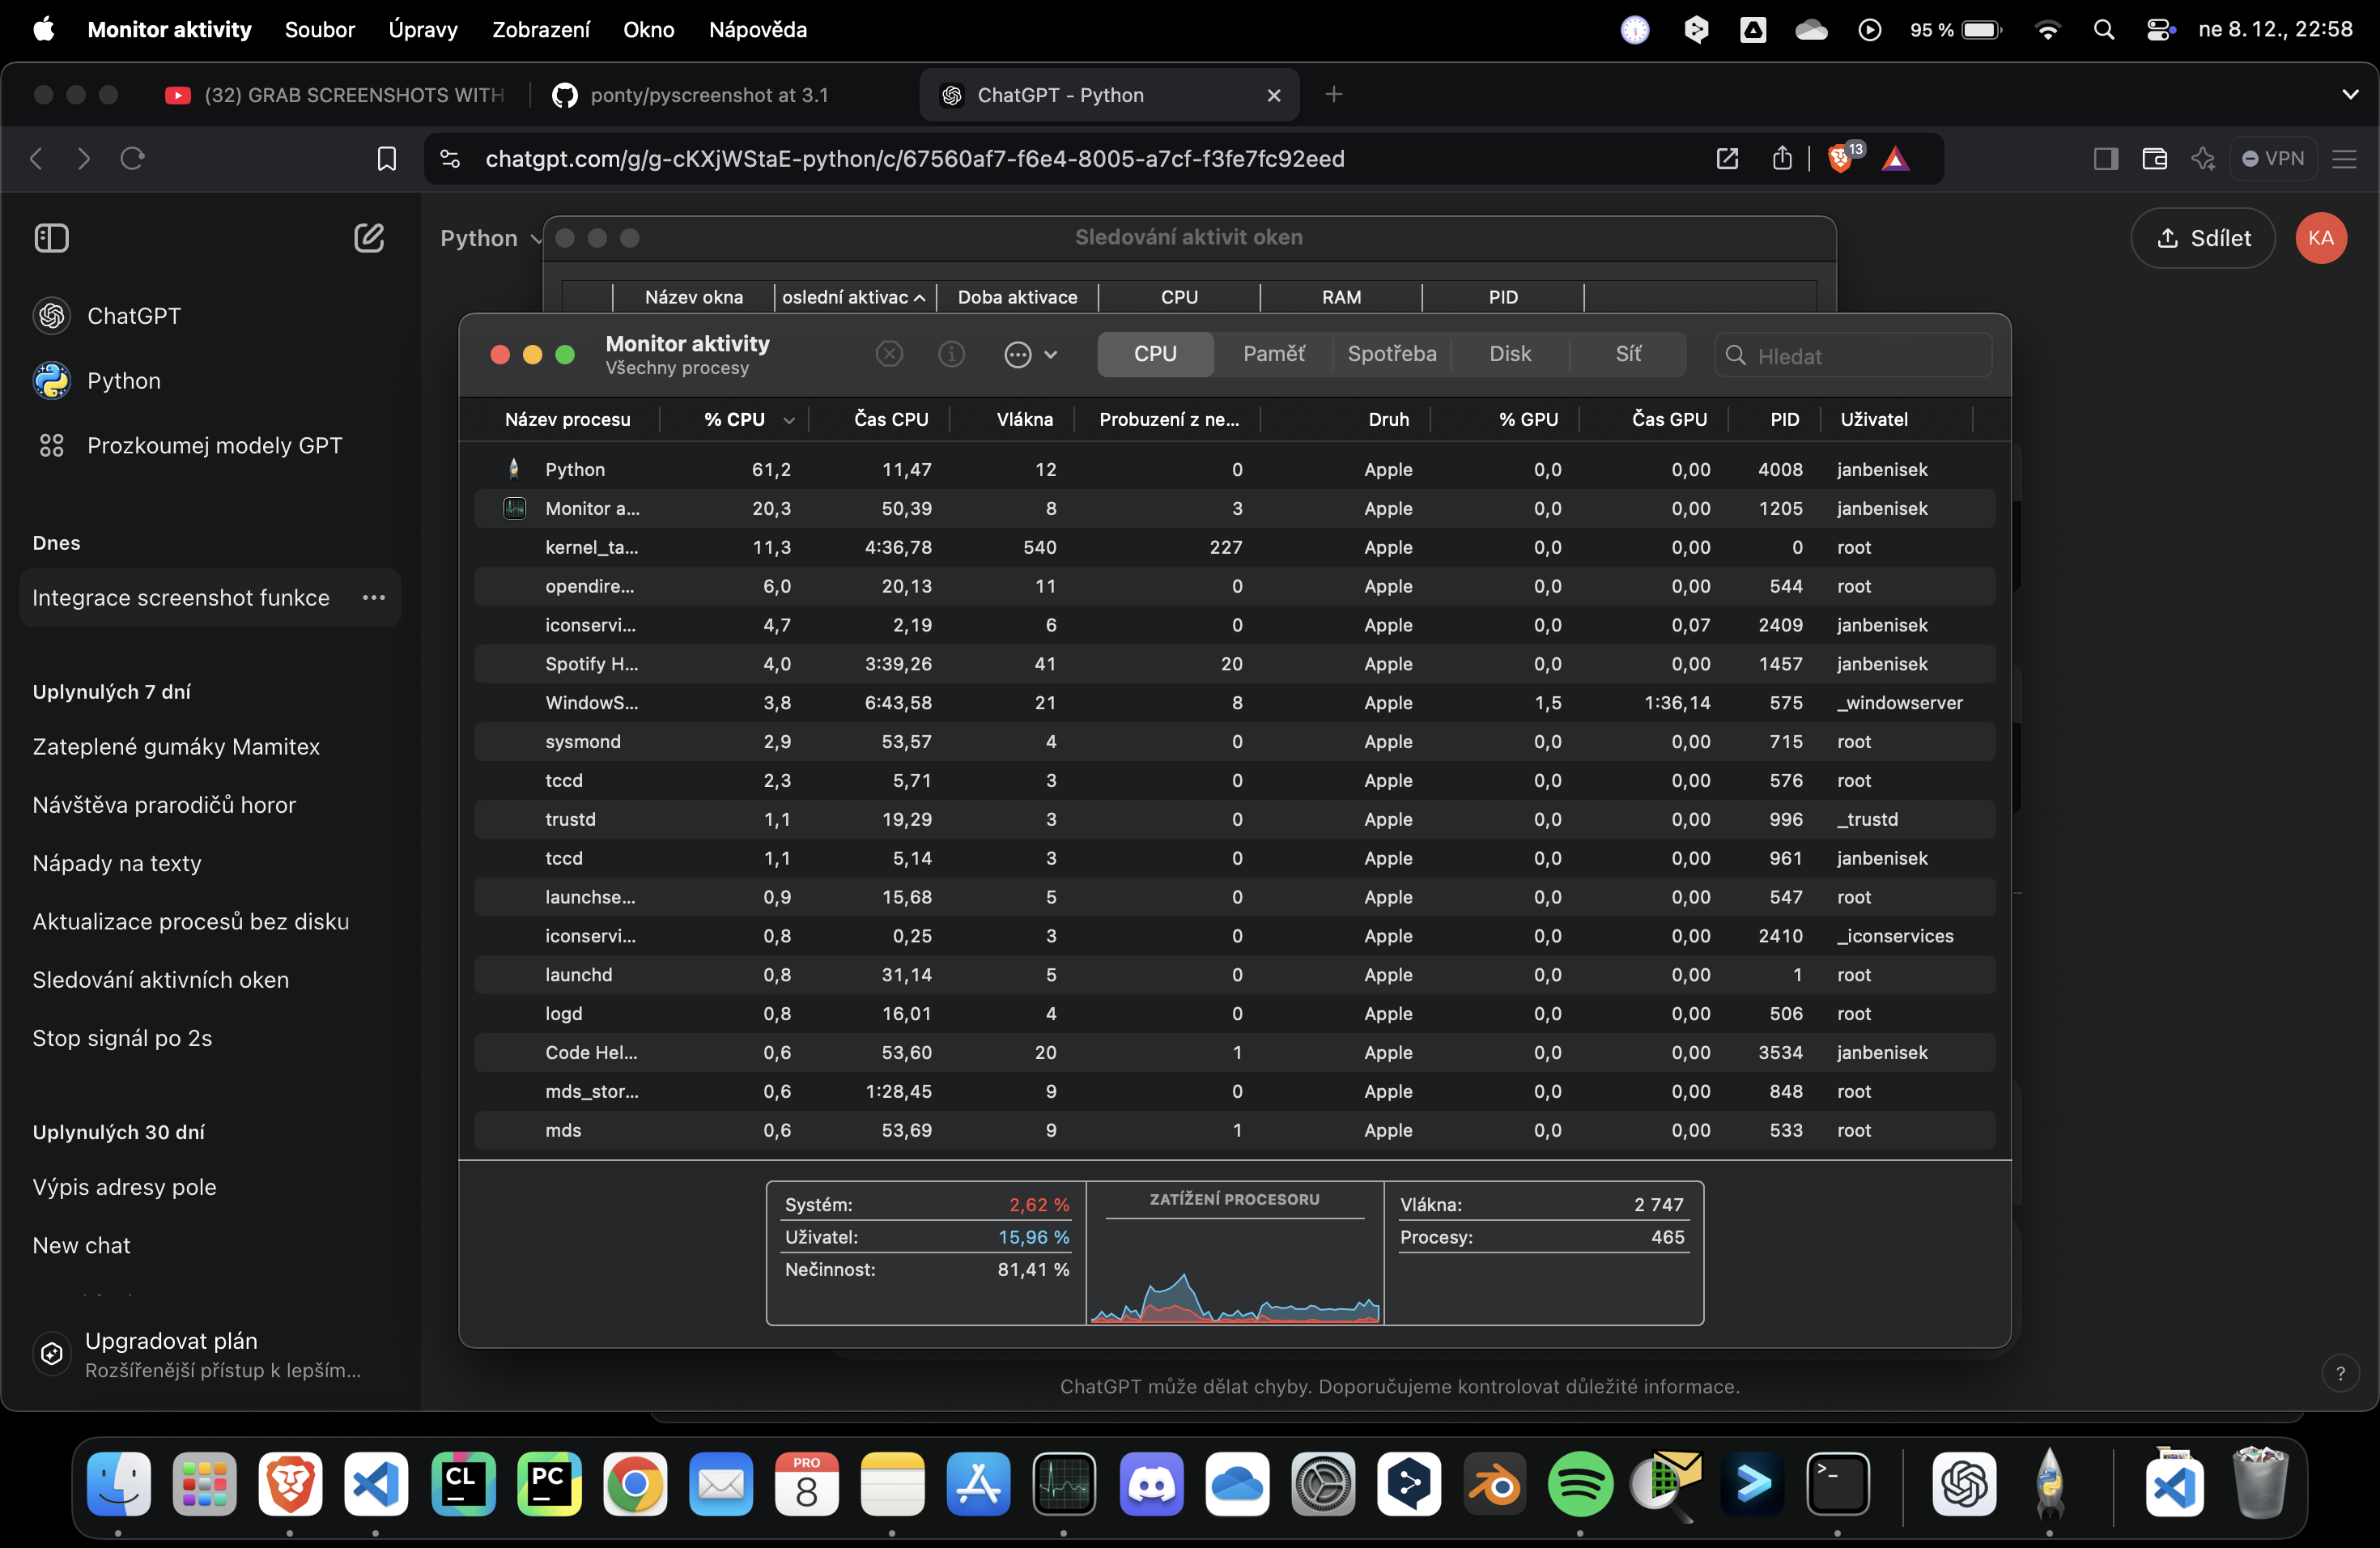 Monitor aktivity Soubor Úpravy Zobrazení Okno Nápověda 95 % ne 8. 12., 22:58
(32) GRAB SCREENSHOTS WITH ponty/pyscreenshot at 3.1 ChatGPT - Python
chatgpt.com/g/g-cKXjWStaE-python/c/67560af7-f6e4-8005-a7cf-f3fe7fc92eed 13 VPN
Python
Sdílet
KA
ChatGPT
Python
Prozkoumej modely GPT
Dnes
Integrace screenshot funkce
Uplynulých 7 dní
Zateplené gumáky Mamitex
Návštěva prarodičů horor
Nápady na texty
Aktualizace procesů bez disku
Sledování aktivních oken
Stop signál po 2s
Uplynulých 30 dní
Výpis adresy pole
New chat
Upgradovat plán
Rozšířenější přístup k lepším...
Sledování aktivit oken
Název okna oslední aktivac Doba aktivace CPU RAM PID
Monitor aktivity
Všechny procesy
CPU Paměť Spotřeba Disk Síť Hledat
Název procesu % CPU Čas CPU Vlákna Probuzení z ne... Druh % GPU Čas GPU PID Uživatel
Python 61,2 11,47 12 0 Apple 0,0 0,00 4008 janbenisek
Monitor a... 20,3 50,39 8 3 Apple 0,0 0,00 1205 janbenisek
kernel_ta... 11,3 4:36,78 540 227 Apple 0,0 0,00 0 root
opendire... 6,0 20,13 11 0 Apple 0,0 0,00 544 root
iconservi... 4,7 2,19 6 0 Apple 0,0 0,07 2409 janbenisek
Spotify H... 4,0 3:39,26 41 20 Apple 0,0 0,00 1457 janbenisek
WindowS... 3,8 6:43,58 21 8 Apple 1,5 1:36,14 575 _windowserver
sysmond 2,9 53,57 4 0 Apple 0,0 0,00 715 root
tccd 2,3 5,71 3 0 Apple 0,0 0,00 576 root
trustd 1,1 19,29 3 0 Apple 0,0 0,00 996 _trustd
tccd 1,1 5,14 3 0 Apple 0,0 0,00 961 janbenisek
launchse... 0,9 15,68 5 0 Apple 0,0 0,00 547 root
iconservi... 0,8 0,25 3 0 Apple 0,0 0,00 2410 _iconservices
launchd 0,8 31,14 5 0 Apple 0,0 0,00 1 root
logd 0,8 16,01 4 0 Apple 0,0 0,00 506 root
Code Hel... 0,6 53,60 20 1 Apple 0,0 0,00 3534 janbenisek
mds_stor... 0,6 1:28,45 9 0 Apple 0,0 0,00 848 root
mds 0,6 53,69 9 1 Apple 0,0 0,00 533 root
Systém: 2,62 %
Uživatel: 15,96 %
Nečinnost: 81,41 %
ZATÍŽENÍ PROCESORU
Vlákna: 2 747
Procesy: 465
ChatGPT může dělat chyby. Doporučujeme kontrolovat důležité informace.
?
CL PC PRO 8 >_